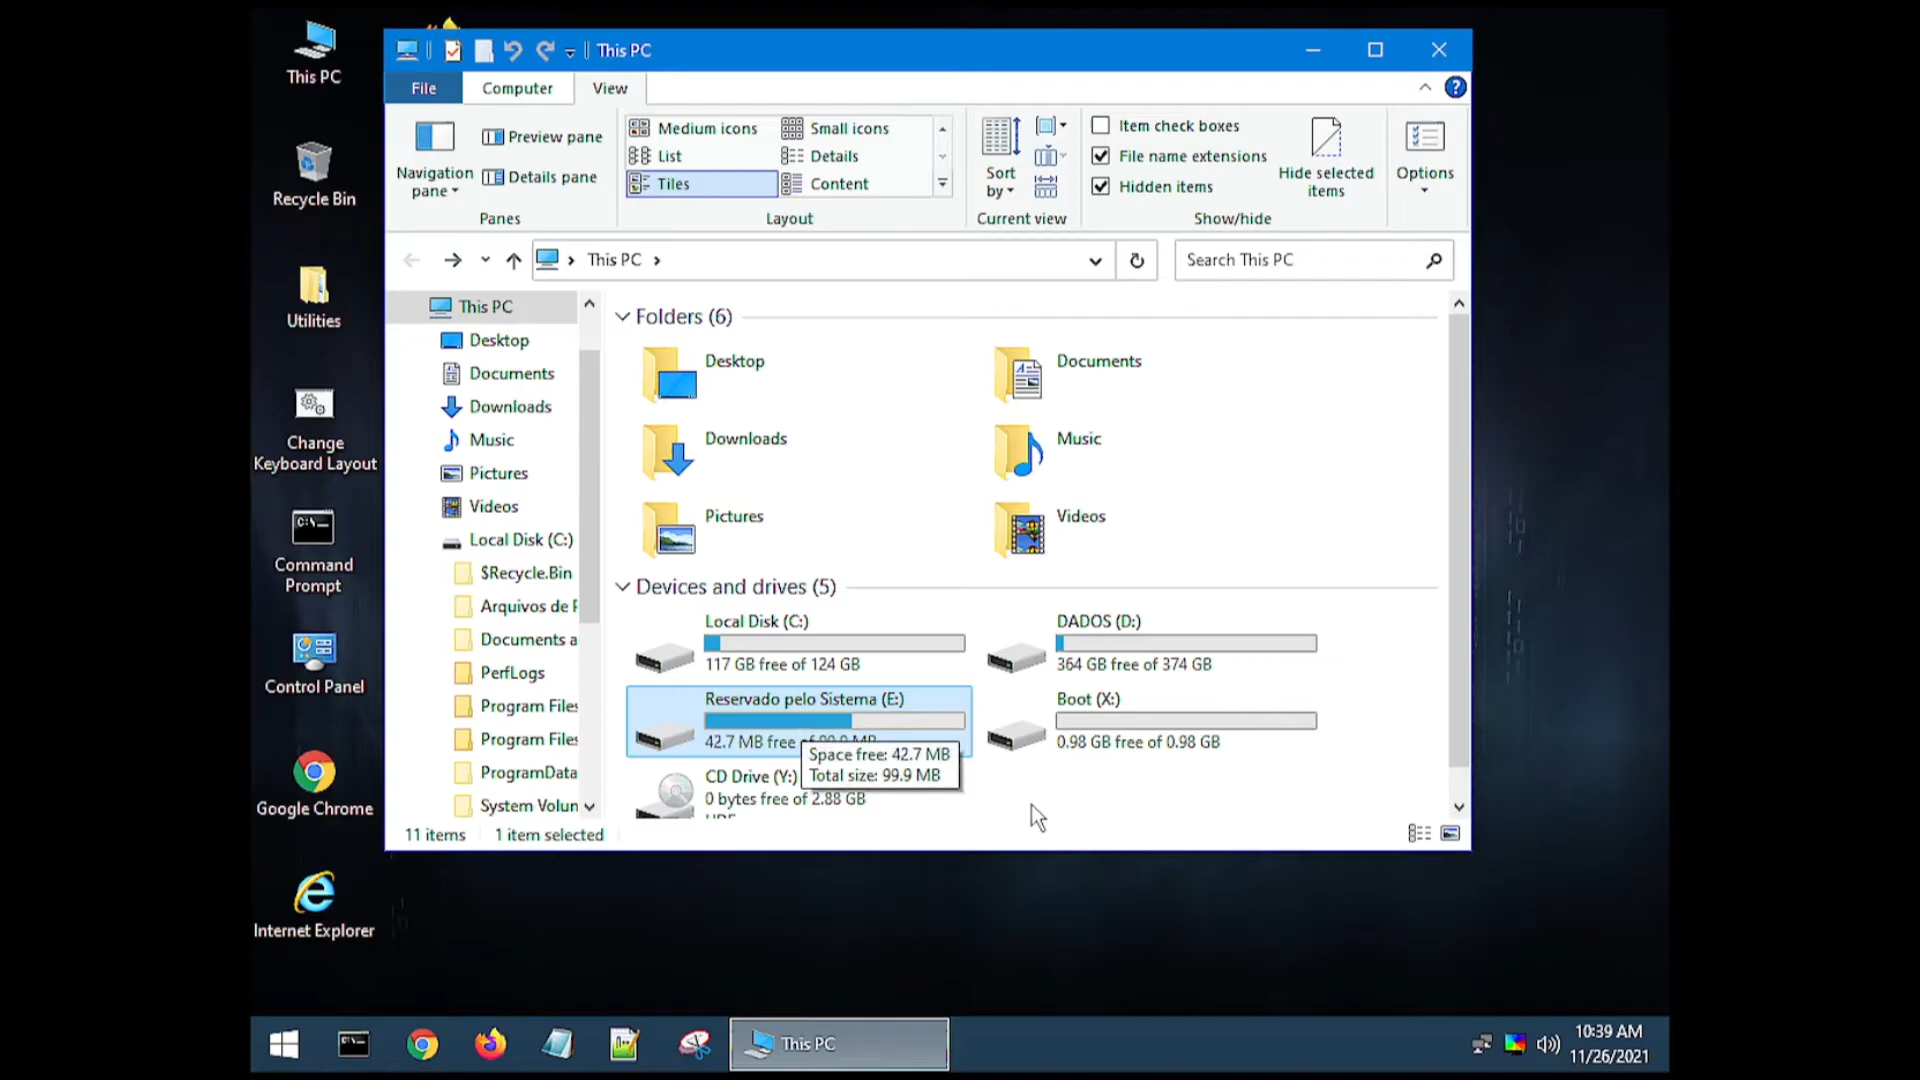 This PC
Recycle Bin
Utilities
Change
Keyboard Layout
Command
Prompt
Control Panel
Google Chrome
Internet Explorer
This PC
File
Computer
View
Navigation
pane
Preview pane
Details pane
Panes
Medium icons
Small icons
List
Details
Tiles
Content
Layout
Sort
by
Current view
Item check boxes
File name extensions
Hidden items
Hide selected
items
Show/hide
Options
This PC
Search This PC
This PC
Desktop
Documents
Downloads
Music
Pictures
Videos
Local Disk (C:)
$Recycle.Bin
Arquivos de
Documents a
PerfLogs
Program Files
Program Files
ProgramData
System Volun
Folders (6)
Desktop
Documents
Downloads
Music
Pictures
Videos
Devices and drives (5)
Local Disk (C:)
117 GB free of 124 GB
DADOS (D:)
364 GB free of 374 GB
Reservado pelo Sistema (E:)
42.7 MB free of 99.9 MB
Boot (X:)
0.98 GB free of 0.98 GB
Space free: 42.7 MB
Total size: 99.9 MB
CD Drive (Y:)
0 bytes free of 2.88 GB
UDF
11 items
1 item selected
This PC
10:39 AM
11/26/2021